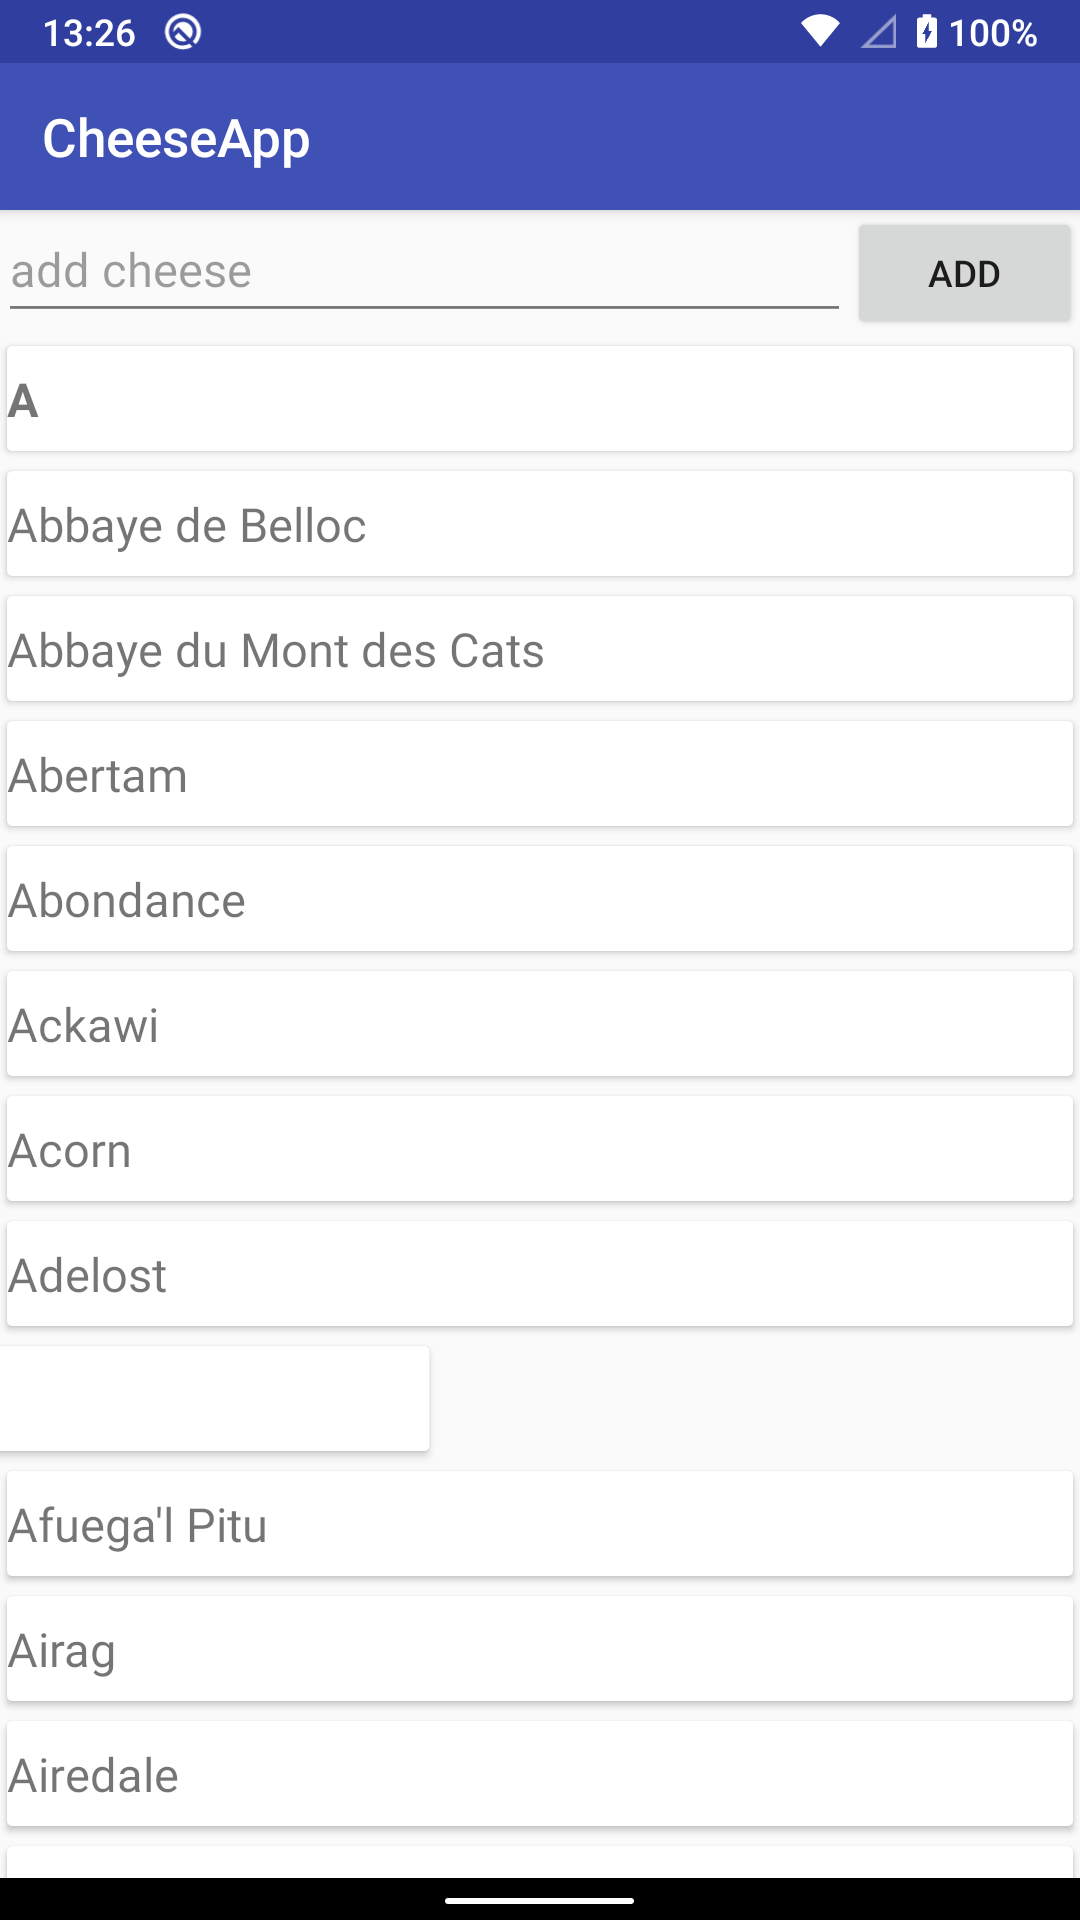 13:26
100%
CheeseApp
add cheese
ADD
A
Abbaye de Belloc
Abbaye du Mont des Cats
Abertam
Abondance
Ackawi
Acorn
Adelost
Afuega'l Pitu
Airag
Airedale